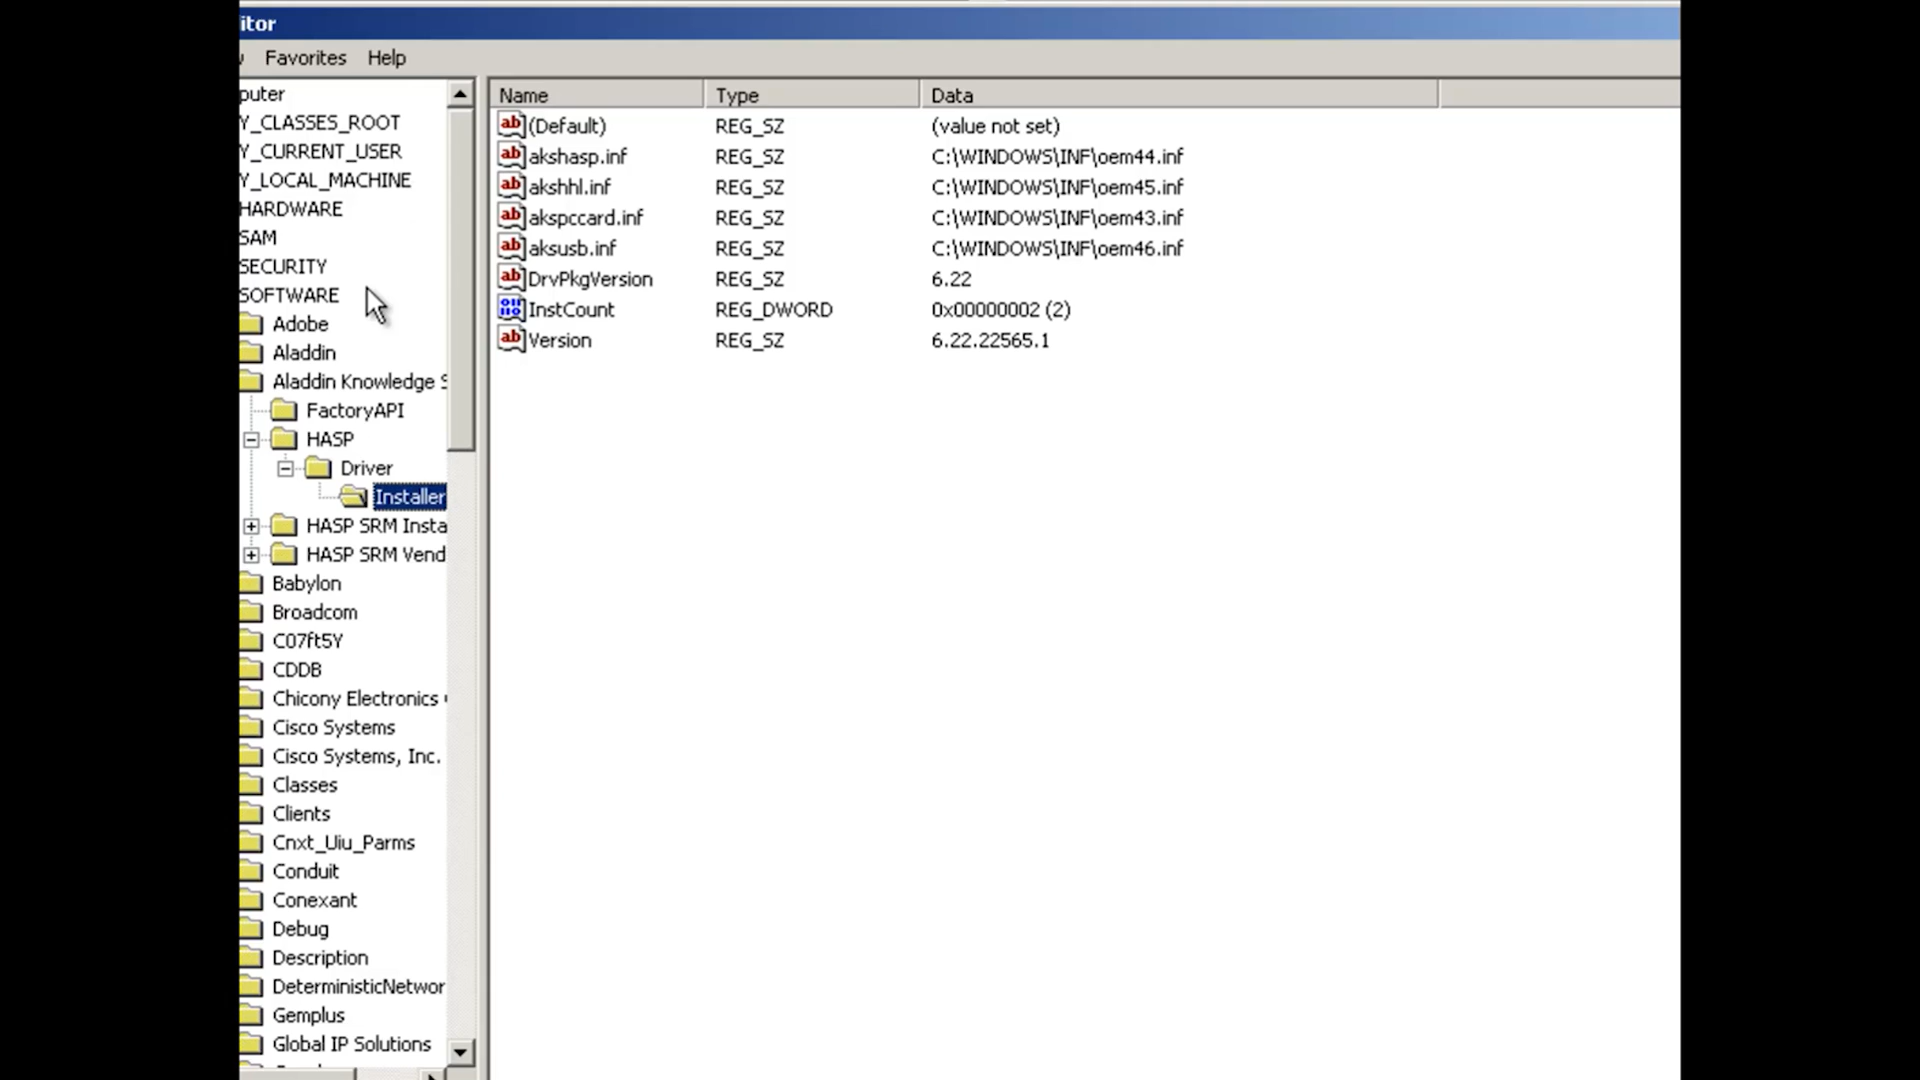 itor
Favorites Help
puter
Y_CLASSES_ROOT
Y_CURRENT_USER
Y_LOCAL_MACHINE
HARDWARE
SAM
SECURITY
SOFTWARE
Adobe
Aladdin
Aladdin Knowledge S
FactoryAPI
HASP
Driver
Installer
HASP SRM Insta
HASP SRM Vend
Babylon
Broadcom
C07ft5Y
CDDB
Chicony Electronics
Cisco Systems
Cisco Systems, Inc.
Classes
Clients
Cnxt_Uiu_Parms
Conduit
Conexant
Debug
Description
DeterministicNetwor
Gemplus
Global IP Solutions
Name Type Data
(Default) REG_SZ (value not set)
akshasp.inf REG_SZ C:\WINDOWS\INF\oem44.inf
akshhl.inf REG_SZ C:\WINDOWS\INF\oem45.inf
akspccard.inf REG_SZ C:\WINDOWS\INF\oem43.inf
aksusb.inf REG_SZ C:\WINDOWS\INF\oem46.inf
DrvPkgVersion REG_SZ 6.22
InstCount REG_DWORD 0x00000002 (2)
Version REG_SZ 6.22.22565.1